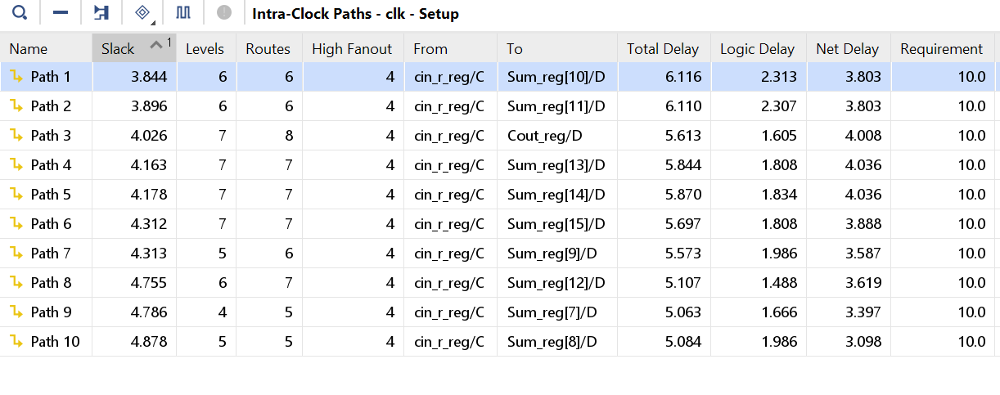 Intra-Clock Paths - clk - Setup
Name Slack 1 Levels Routes High Fanout From To Total Delay Logic Delay Net Delay Requirement
Path 1 3.844 6 6 4 cin_r_reg/C Sum_reg[10]/D 6.116 2.313 3.803 10.0
Path 2 3.896 6 6 4 cin_r_reg/C Sum_reg[11]/D 6.110 2.307 3.803 10.0
Path 3 4.026 7 8 4 cin_r_reg/C Cout_reg/D 5.613 1.605 4.008 10.0
Path 4 4.163 7 7 4 cin_r_reg/C Sum_reg[13]/D 5.844 1.808 4.036 10.0
Path 5 4.178 7 7 4 cin_r_reg/C Sum_reg[14]/D 5.870 1.834 4.036 10.0
Path 6 4.312 7 7 4 cin_r_reg/C Sum_reg[15]/D 5.697 1.808 3.888 10.0
Path 7 4.313 5 6 4 cin_r_reg/C Sum_reg[9]/D 5.573 1.986 3.587 10.0
Path 8 4.755 6 7 4 cin_r_reg/C Sum_reg[12]/D 5.107 1.488 3.619 10.0
Path 9 4.786 4 5 4 cin_r_reg/C Sum_reg[7]/D 5.063 1.666 3.397 10.0
Path 10 4.878 5 5 4 cin_r_reg/C Sum_reg[8]/D 5.084 1.986 3.098 10.0